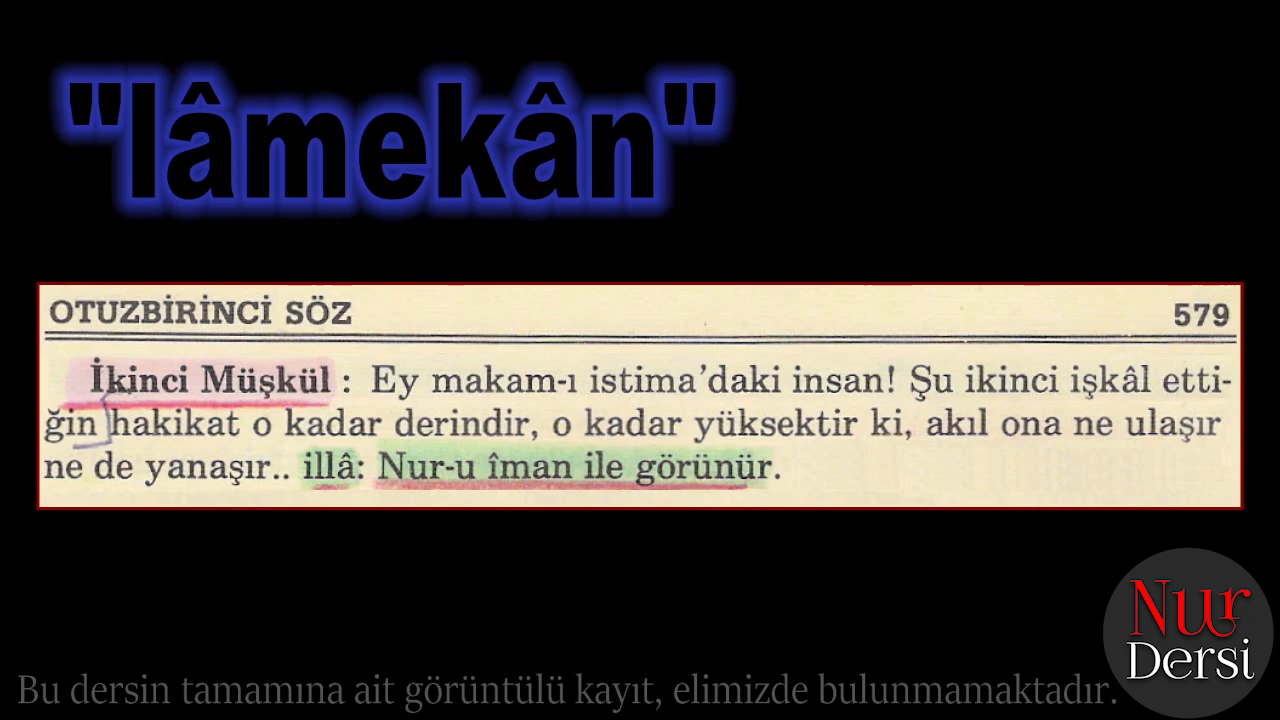 "lâmekân"
OTUZBİRİNCİ SÖZ 579
İkinci Müşkül : Ey makam-ı istima'daki insan! Şu ikinci işkâl etti-
ğin hakikat o kadar derindir, o kadar yüksektir ki, akıl ona ne ulaşır
ne de yanaşır.. illâ: Nur-u îman ile görünür.
Nur
Dersi
Bu dersin tamamına ait görüntülü kayıt, elimizde bulunmamaktadır.